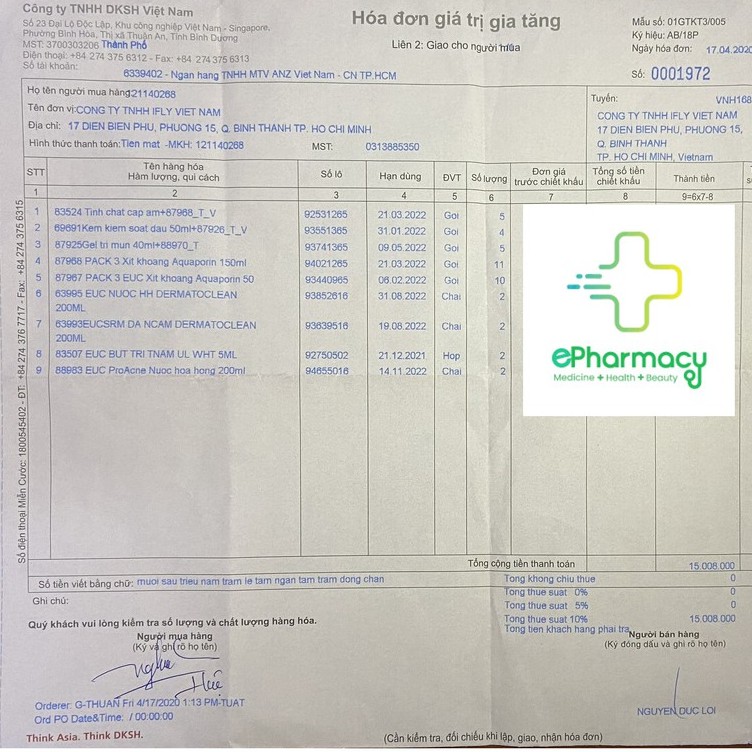 Công ty TNHH DKSH Việt Nam
Số 23 Đại Lộ Độc Lập, Khu công nghiệp Việt Nam - Singapore,
Phường Bình Hòa, Thị xã Thuận An, Tỉnh Bình Dương
MST: 3700303206 Thành Phố
Điện thoại: +84 274 375 6312 - Fax: +84 274 375 6313
Số tài khoản:
6339402 - Ngan hang TNHH MTV ANZ Viet Nam - CN TP.HCM
Hóa đơn giá trị gia tăng
Liên 2: Giao cho người mua
Mẫu số: 01GTKT3/005
Ký hiệu: AB/18P
Ngày hóa đơn: 17.04.2020
Số: 0001972
Họ tên người mua hàng: 121140268
Tên đơn vị: CONG TY TNHH IFLY VIET NAM
Địa chỉ: 17 DIEN BIEN PHU, PHUONG 15, Q. BINH THANH TP. HO CHI MINH
Hình thức thanh toán: Tien mat -MKH: 121140268 MST: 0313885350
Tuyến: VNH168
CONG TY TNHH IFLY VIET NAM
17 DIEN BIEN PHU, PHUONG 15,
Q. BINH THANH
TP. HO CHI MINH, Vietnam
STT Tên hàng hóa Hàm lượng, qui cách Số lô Hạn dùng ĐVT Số lượng Đơn giá trước chiết khấu Tổng số tiền chiết khấu Thành tiền
1 2 3 4 5 6 7 8 9=6x7-8
1 83524 Tinh chat cap am+87968_T_V 92531265 21.03.2022 Goi 5
2 69691Kem kiem soat dau 50ml+87926_T_V 93551365 31.01.2022 Goi 4
3 87925Gel tri mun 40ml+88970_T 93741365 09.05.2022 Goi 5
4 87968 PACK 3 Xit khoang Aquaporin 150ml 94021265 21.03.2022 Goi 11
5 87967 PACK 3 EUC Xit khoang Aquaporin 50 93440965 06.02.2022 Goi 10
6 63995 EUC NUOC HH DERMATOCLEAN 93852616 31.08.2022 Chai 2
200ML
7 63993EUCSRM DA NCAM DERMATOCLEAN 93639516 19.08.2022 Chai 2
200ML
8 83507 EUC BUT TRI TNAM UL WHT 5ML 92750502 21.12.2021 Hop 2
9 88983 EUC ProAcne Nuoc hoa hong 200ml 94655016 14.11.2022 Chai 2
ePharmacy
Medicine + Health + Beauty
Số điện thoại Miễn Cước: 1800545402 - ĐT: +84 274 376 7717 - Fax: +84 274 375 6315
Tổng cộng tiền thanh toán 15.008.000
Số tiền viết bằng chữ: muoi sau trieu nam tram le tam ngan tam tram dong chan
Tong khong chiu thue 0
Tong thue suat 0% 0
Tong thue suat 5% 0
Tong thue suat 10% 15.008.000
Tong tien khach hang phai tra
Ghi chú:
Quý khách vui lòng kiểm tra số lượng và chất lượng hàng hóa.
Người mua hàng
(Ký và ghi rõ họ tên)
Người bán hàng
(Ký đóng dấu và ghi rõ họ tên)
Huê
Orderer: G-THUAN Fri 4/17/2020 1:13 PM-TUAT
Ord PO Date&Time: / 00:00:00
NGUYEN DUC LOI
Think Asia. Think DKSH.
(Cần kiểm tra, đối chiếu khi lập, giao, nhận hóa đơn)